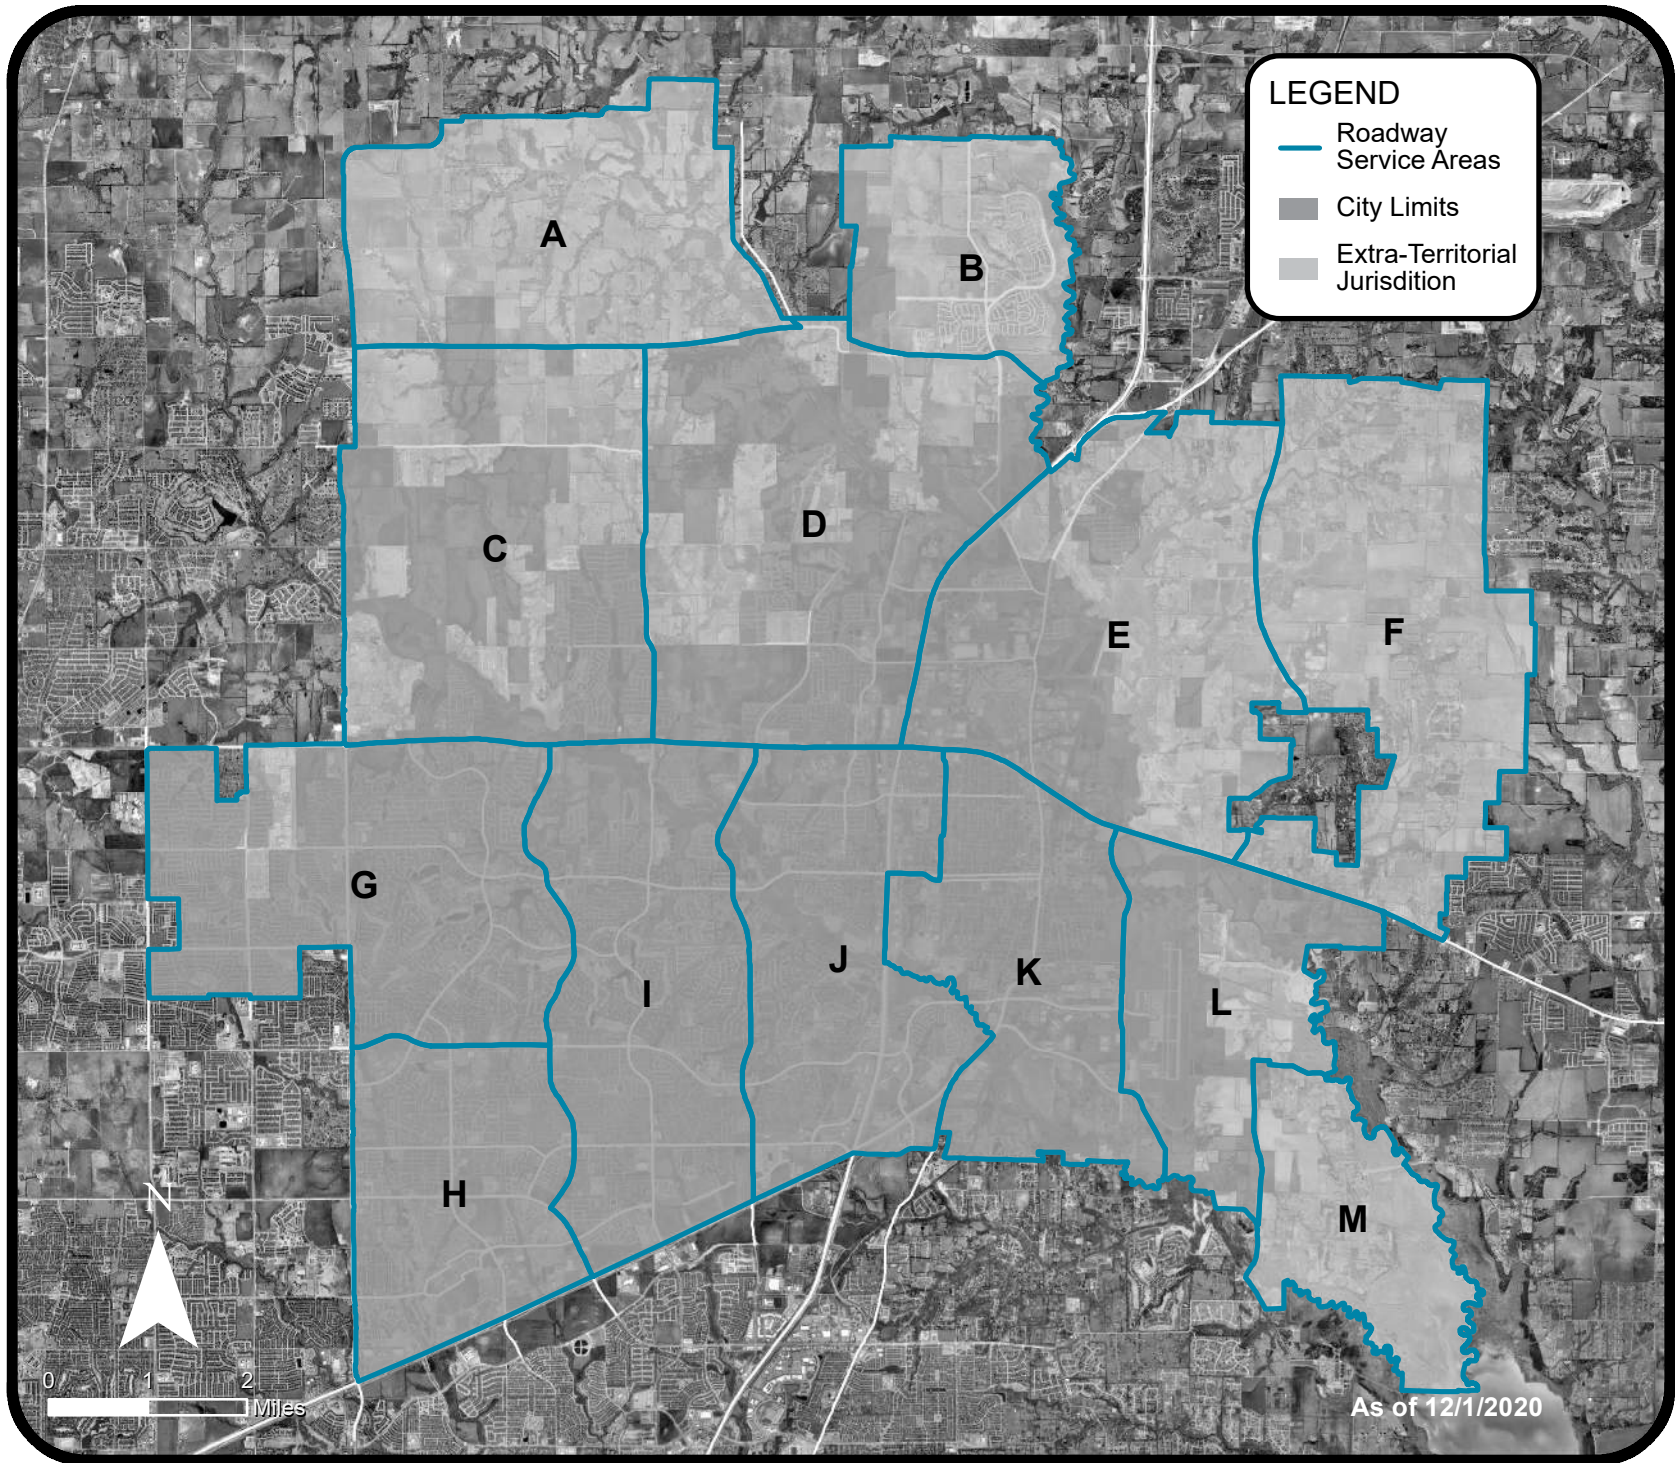 LEGEND
Roadway
Service Areas
City Limits
Extra-Territorial
Jurisdition
A
B
C
D
E
F
G
H
I
J
K
L
M
N
0 1 2
Miles
As of 12/1/2020